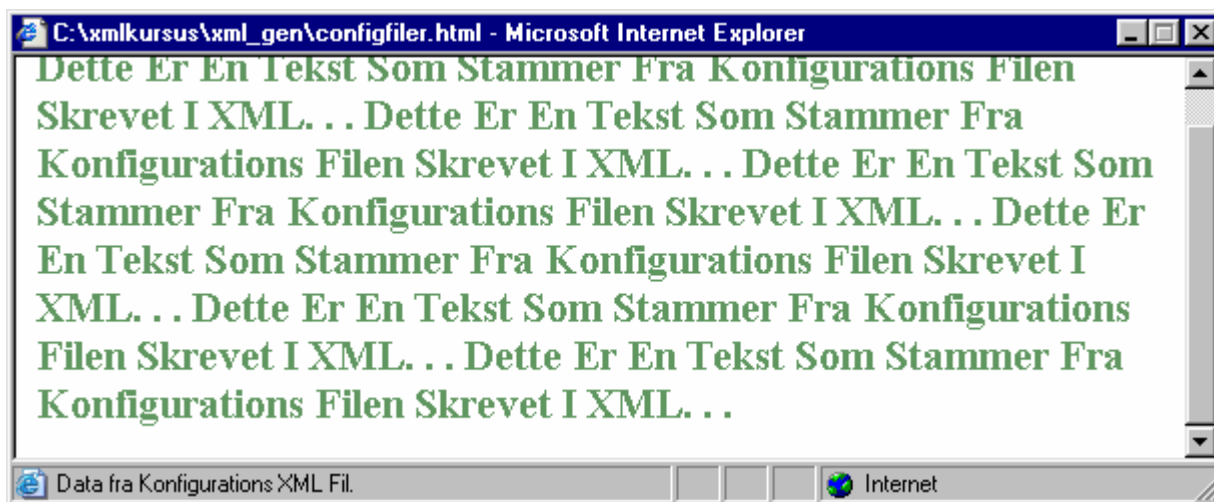 C:\xmlkursus\xml_gen\configfiler.html - Microsoft Internet Explorer
Dette Er En Tekst Som Stammer Fra Konfigurations Filen
Skrevet I XML. . . Dette Er En Tekst Som Stammer Fra
Konfigurations Filen Skrevet I XML. . . Dette Er En Tekst Som
Stammer Fra Konfigurations Filen Skrevet I XML. . . Dette Er
En Tekst Som Stammer Fra Konfigurations Filen Skrevet I
XML. . . Dette Er En Tekst Som Stammer Fra Konfigurations
Filen Skrevet I XML. . . Dette Er En Tekst Som Stammer Fra
Konfigurations Filen Skrevet I XML. . .
Data fra Konfigurations XML Fil. Internet